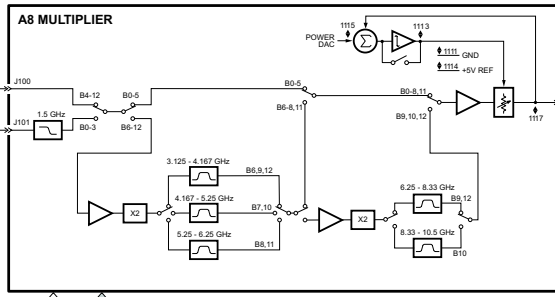 A8 MULTIPLIER
1115
1113
POWER
DAC
Σ
1111 GND
1114 +5V REF
J100
B4-12
B0-5
B0-5
B0-8,11
J101
1.5 GHz
B0-3
B6-12
B6-8,11
B9,10,12
1117
3.125 - 4.167 GHz
B6,9,12
6.25 - 8.33 GHz
B9,12
X2
4.167 - 5.25 GHz
B7,10
X2
5.25 - 6.25 GHz
B8,11
8.33 - 10.5 GHz
B10